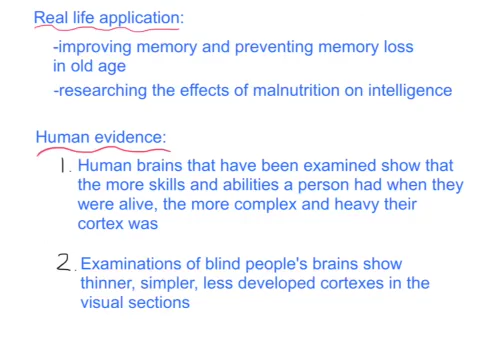 Real life application:
-improving memory and preventing memory loss
in old age
-researching the effects of malnutrition on intelligence
Human evidence:
1. Human brains that have been examined show that
the more skills and abilities a person had when they
were alive, the more complex and heavy their
cortex was
2. Examinations of blind people's brains show
thinner, simpler, less developed cortexes in the
visual sections